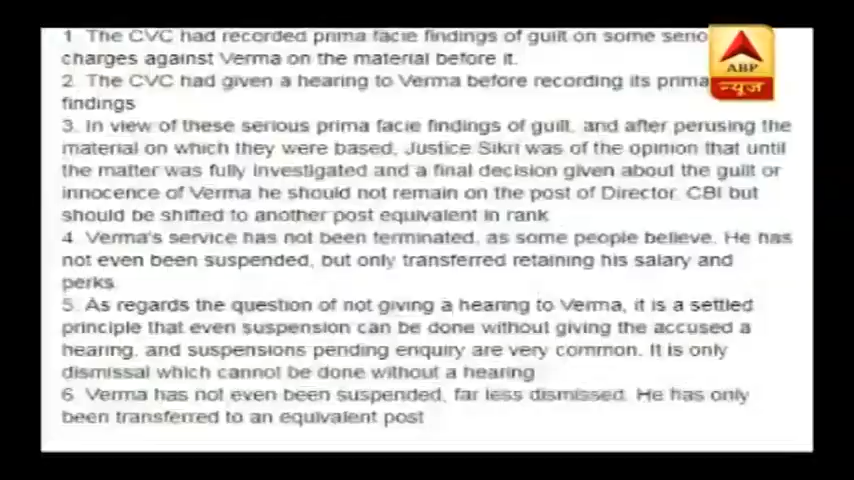 1. The CVC had recorded prima facie findings of guilt on some serio
charges against Verma on the material before it.
2. The CVC had given a hearing to Verma before recording its prima
findings
3. In view of these serious prima facie findings of guilt, and after perusing the
material on which they were based, Justice Sikri was of the opinion that until
the matter was fully investigated and a final decision given about the guilt or
innocence of Verma he should not remain on the post of Director, CBI but
should be shifted to another post equivalent in rank
4. Verma's service has not been terminated, as some people believe. He has
not even been suspended, but only transferred retaining his salary and
perks
5. As regards the question of not giving a hearing to Verma, it is a settled
principle that even suspension can be done without giving the accused a
hearing, and suspensions pending enquiry are very common. It is only
dismissal which cannot be done without a hearing
6. Verma has not even been suspended, far less dismissed. He has only
been transferred to an equivalent post
ABP
न्यूज़